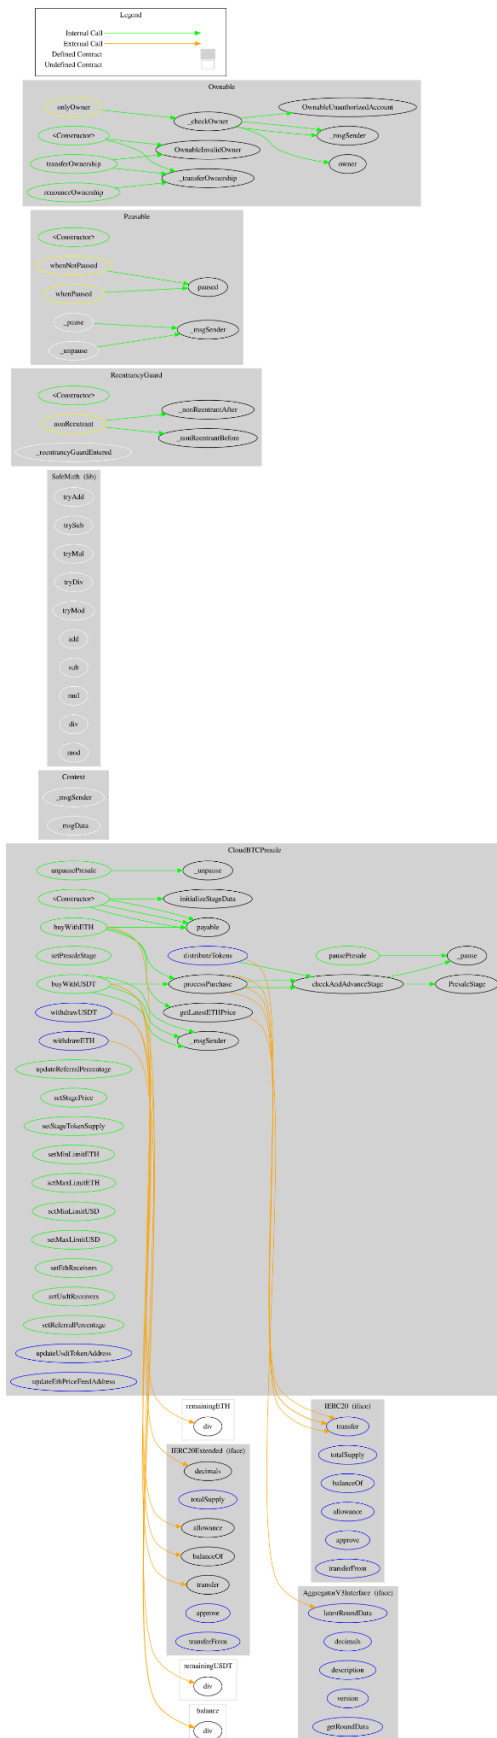 Legend
Internal Call
External Call
Defined Contract
Undefined Contract
Ownable
onlyOwner
_checkOwner
OwnableUnauthorizedAccount
<Constructor>
_msgSender
OwnableInvalidOwner
transferOwnership
owner
_transferOwnership
renounceOwnership
Pausable
<Constructor>
whenNotPaused
paused
whenPaused
_pause
_msgSender
_unpause
ReentrancyGuard
<Constructor>
_nonReentrantAfter
nonReentrant
_nonReentrantBefore
_reentrancyGuardEntered
SafeMath (lib)
tryAdd
trySub
tryMul
tryDiv
tryMod
add
sub
mul
div
mod
Context
_msgSender
_msgData
CloudBTCPresale
unpausePresale
_unpause
<Constructor>
initializeStageData
buyWithETH
payable
setPresaleStage
distributeTokens
pausePresale
_pause
buyWithUSDT
processPurchase
checkAndAdvanceStage
PresaleStage
withdrawUSDT
getLatestETHPrice
withdrawETH
_msgSender
updateReferralPercentage
setStagePrice
setStageTokenSupply
setMinLimitETH
setMaxLimitETH
setMinLimitUSD
setMaxLimitUSD
setEthReceivers
setUsdtReceivers
setReferralPercentage
updateUsdtTokenAddress
updateEthPriceFeedAddress
remainingETH
div
IERC20 (iface)
transfer
totalSupply
balanceOf
allowance
approve
transferFrom
IERC20Extended (iface)
decimals
totalSupply
allowance
balanceOf
transfer
approve
transferFrom
AggregatorV3Interface (iface)
latestRoundData
decimals
description
version
getRoundData
remainingUSDT
div
balance
div